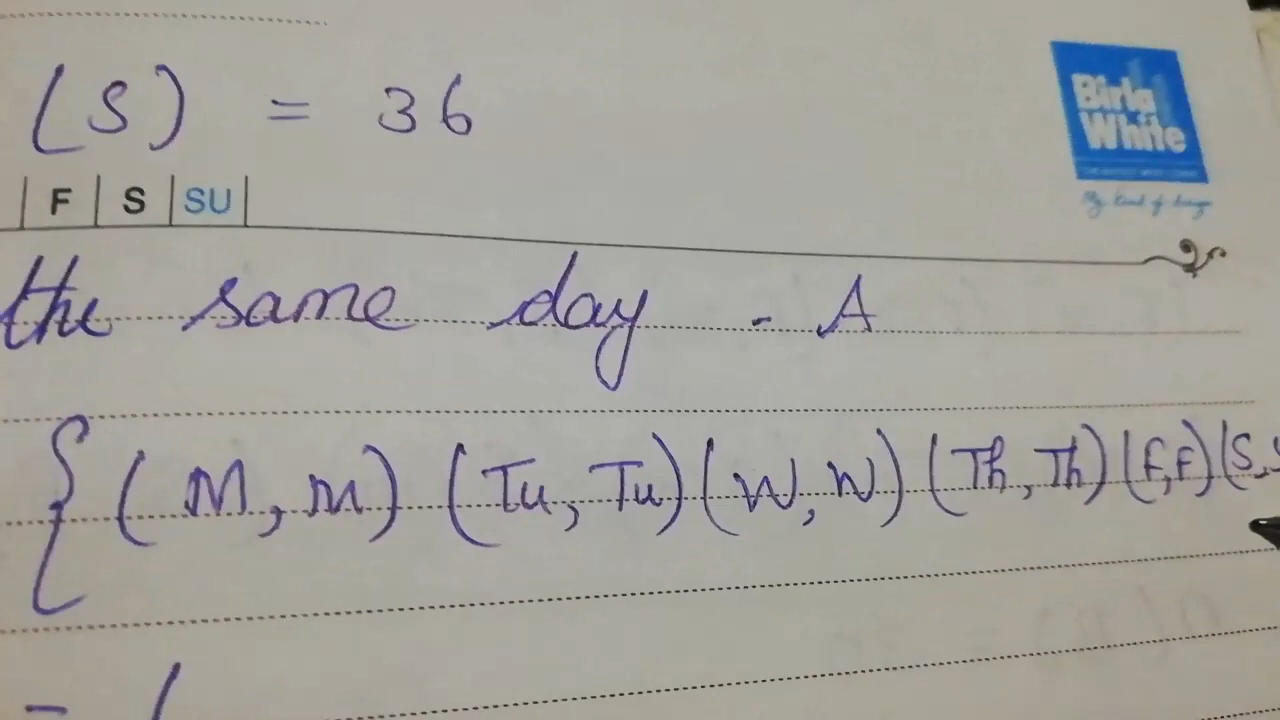 (S) = 36
Birla
White
F S SU
the same day - A
{ (M, M) (Tu, Tu) (W, W) (Th, Th) (F,F) (S,